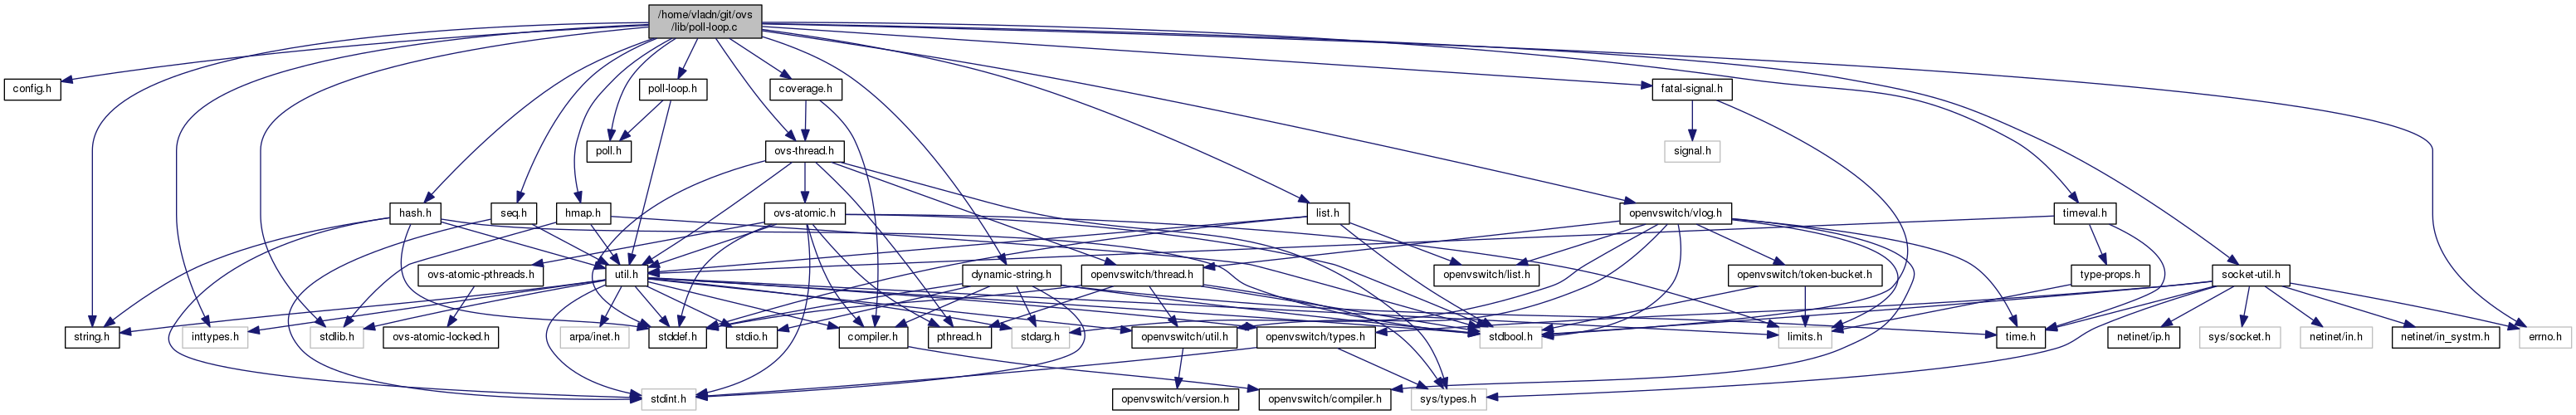 /home/vladn/git/ovs
/lib/poll-loop.c
config.h
poll-loop.h
coverage.h
fatal-signal.h
poll.h
ovs-thread.h
signal.h
hash.h
seq.h
hmap.h
ovs-atomic.h
list.h
openvswitch/vlog.h
timeval.h
ovs-atomic-pthreads.h
util.h
dynamic-string.h
openvswitch/thread.h
openvswitch/list.h
openvswitch/token-bucket.h
type-props.h
socket-util.h
string.h
inttypes.h
stdlib.h
ovs-atomic-locked.h
arpa/inet.h
stddef.h
stdio.h
compiler.h
pthread.h
stdarg.h
openvswitch/util.h
openvswitch/types.h
stdbool.h
limits.h
time.h
netinet/ip.h
sys/socket.h
netinet/in.h
netinet/in_systm.h
errno.h
stdint.h
openvswitch/version.h
openvswitch/compiler.h
sys/types.h